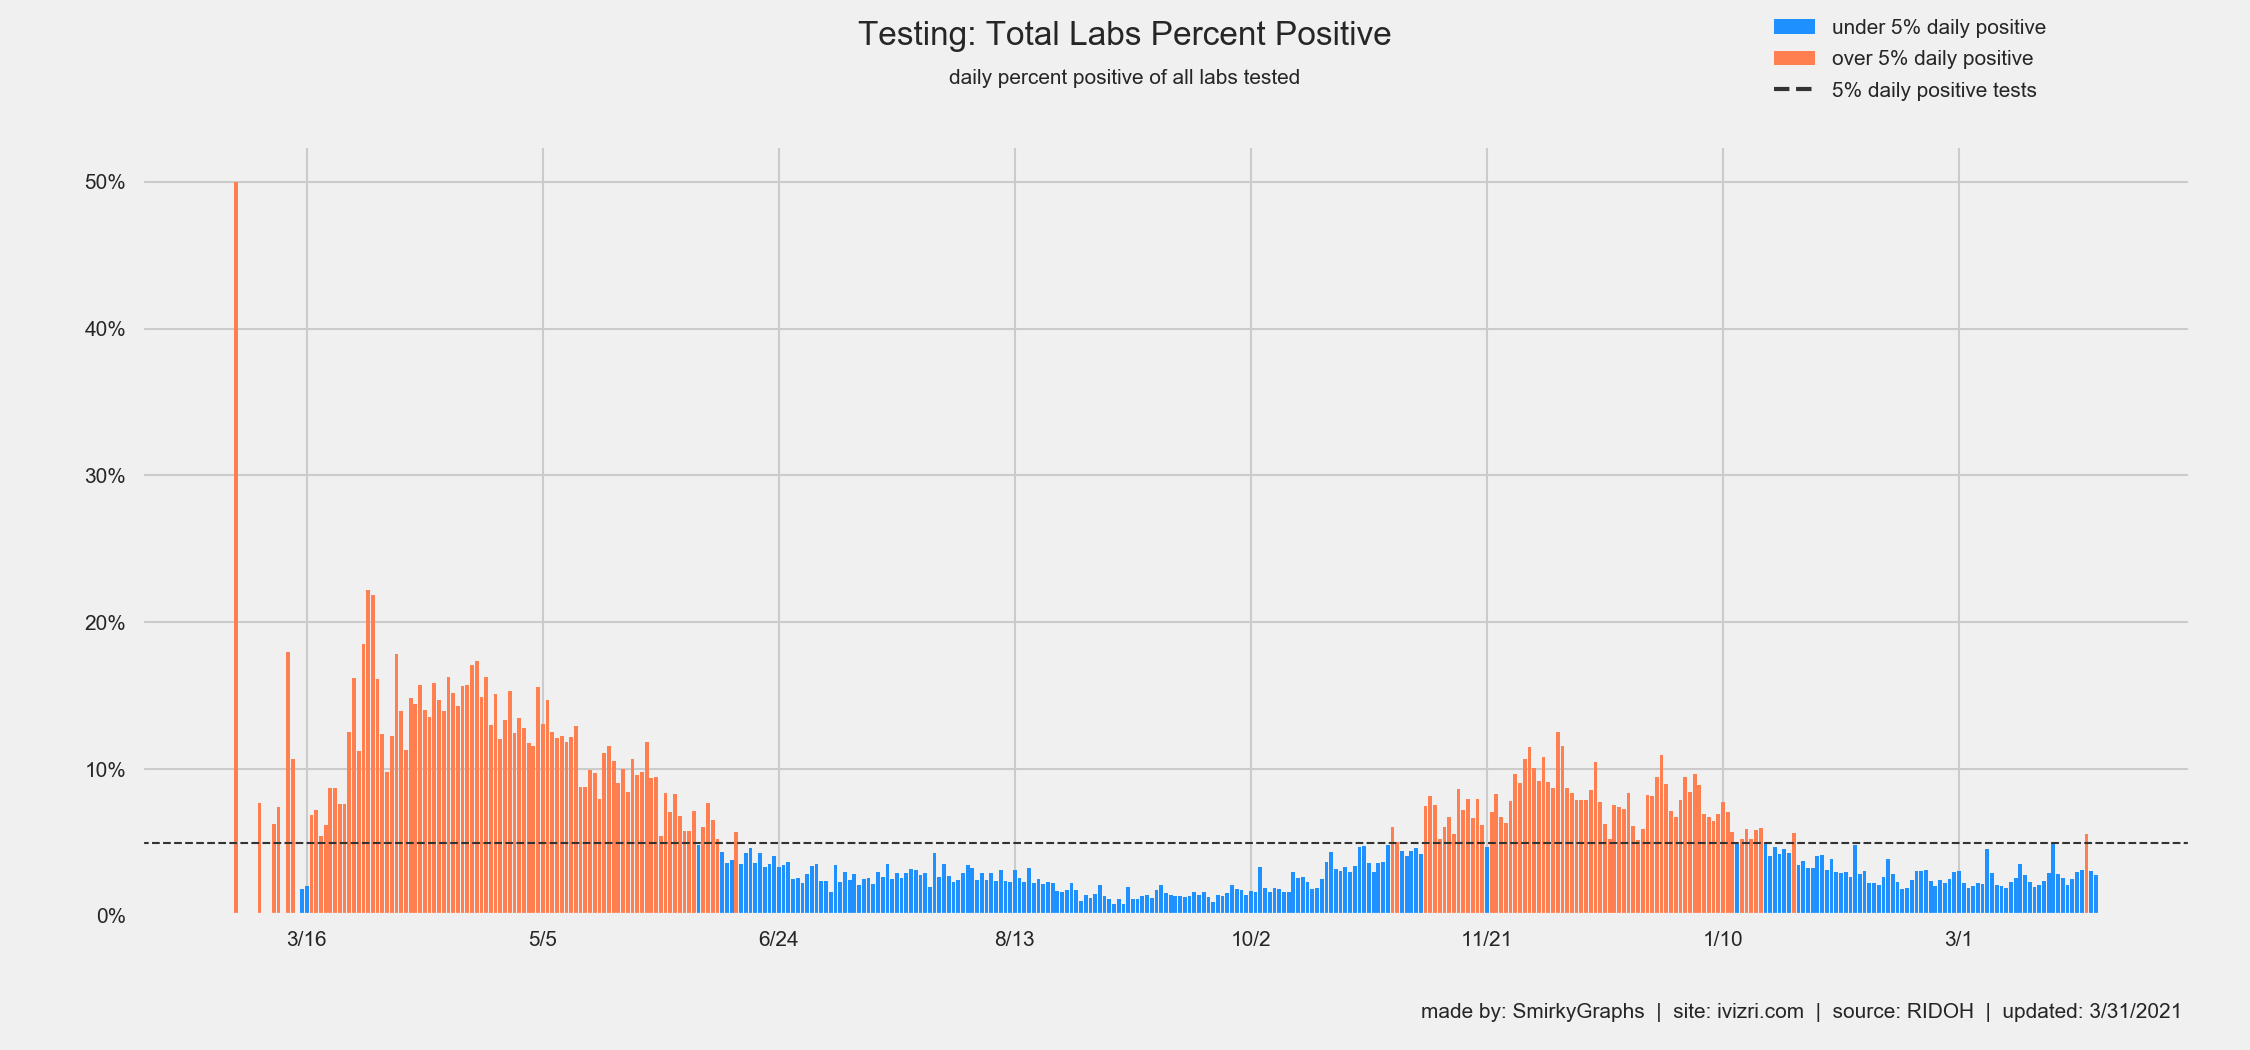 Testing: Total Labs Percent Positive
daily percent positive of all labs tested
under 5% daily positive
over 5% daily positive
5% daily positive tests
50%
40%
30%
20%
10%
0%
3/16 5/5 6/24 8/13 10/2 11/21 1/10 3/1
made by: SmirkyGraphs | site: ivizri.com | source: RIDOH | updated: 3/31/2021